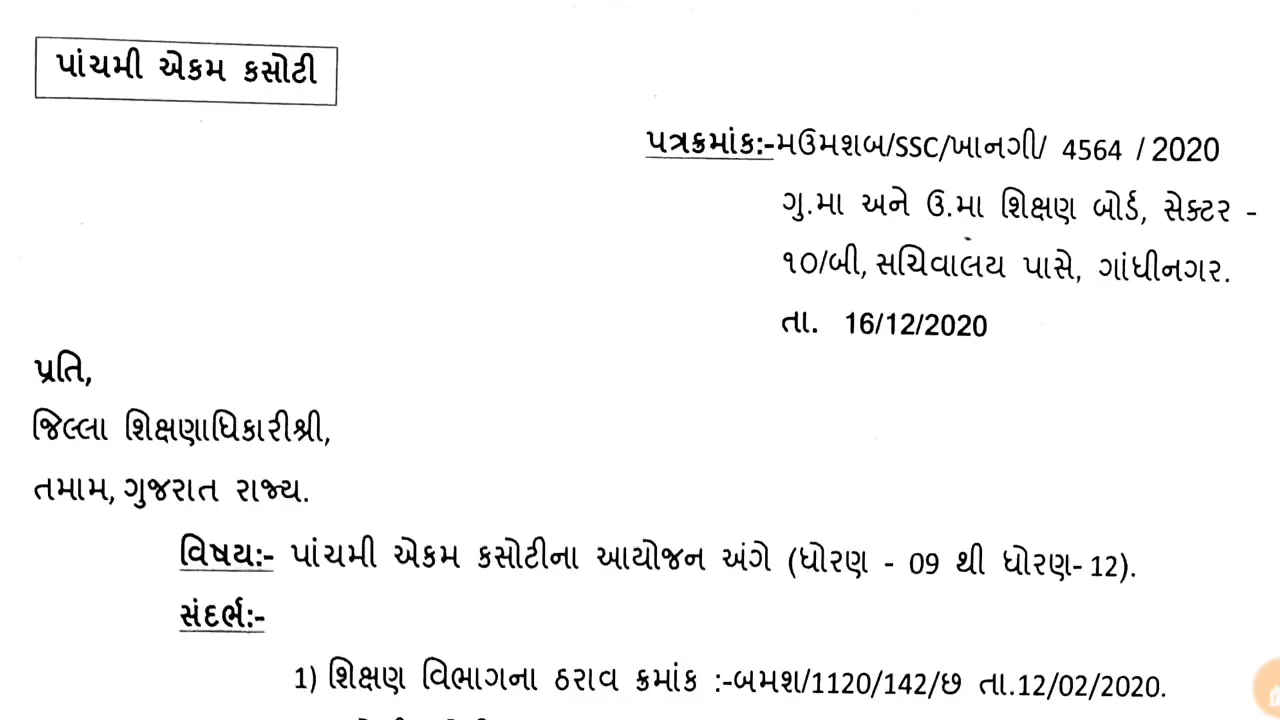 પાંચમી એકમ કસોટી
પત્રક્રમાંક:-મઉમશબ/SSC/ખાનગી/ 4564 / 2020
ગુ.મા અને ઉ.મા શિક્ષણ બોર્ડ, સેક્ટર -
૧૦/બી, સચિવાલય પાસે, ગાંધીનગર.
તા. 16/12/2020
પ્રતિ,
જિલ્લા શિક્ષણાધિકારીશ્રી,
તમામ, ગુજરાત રાજ્ય.
વિષય:- પાંચમી એકમ કસોટીના આયોજન અંગે (ધોરણ - 09 થી ધોરણ- 12).
સંદર્ભ:-
1) શિક્ષણ વિભાગના ઠરાવ ક્રમાંક :-બમશ/1120/142/છ તા.12/02/2020.